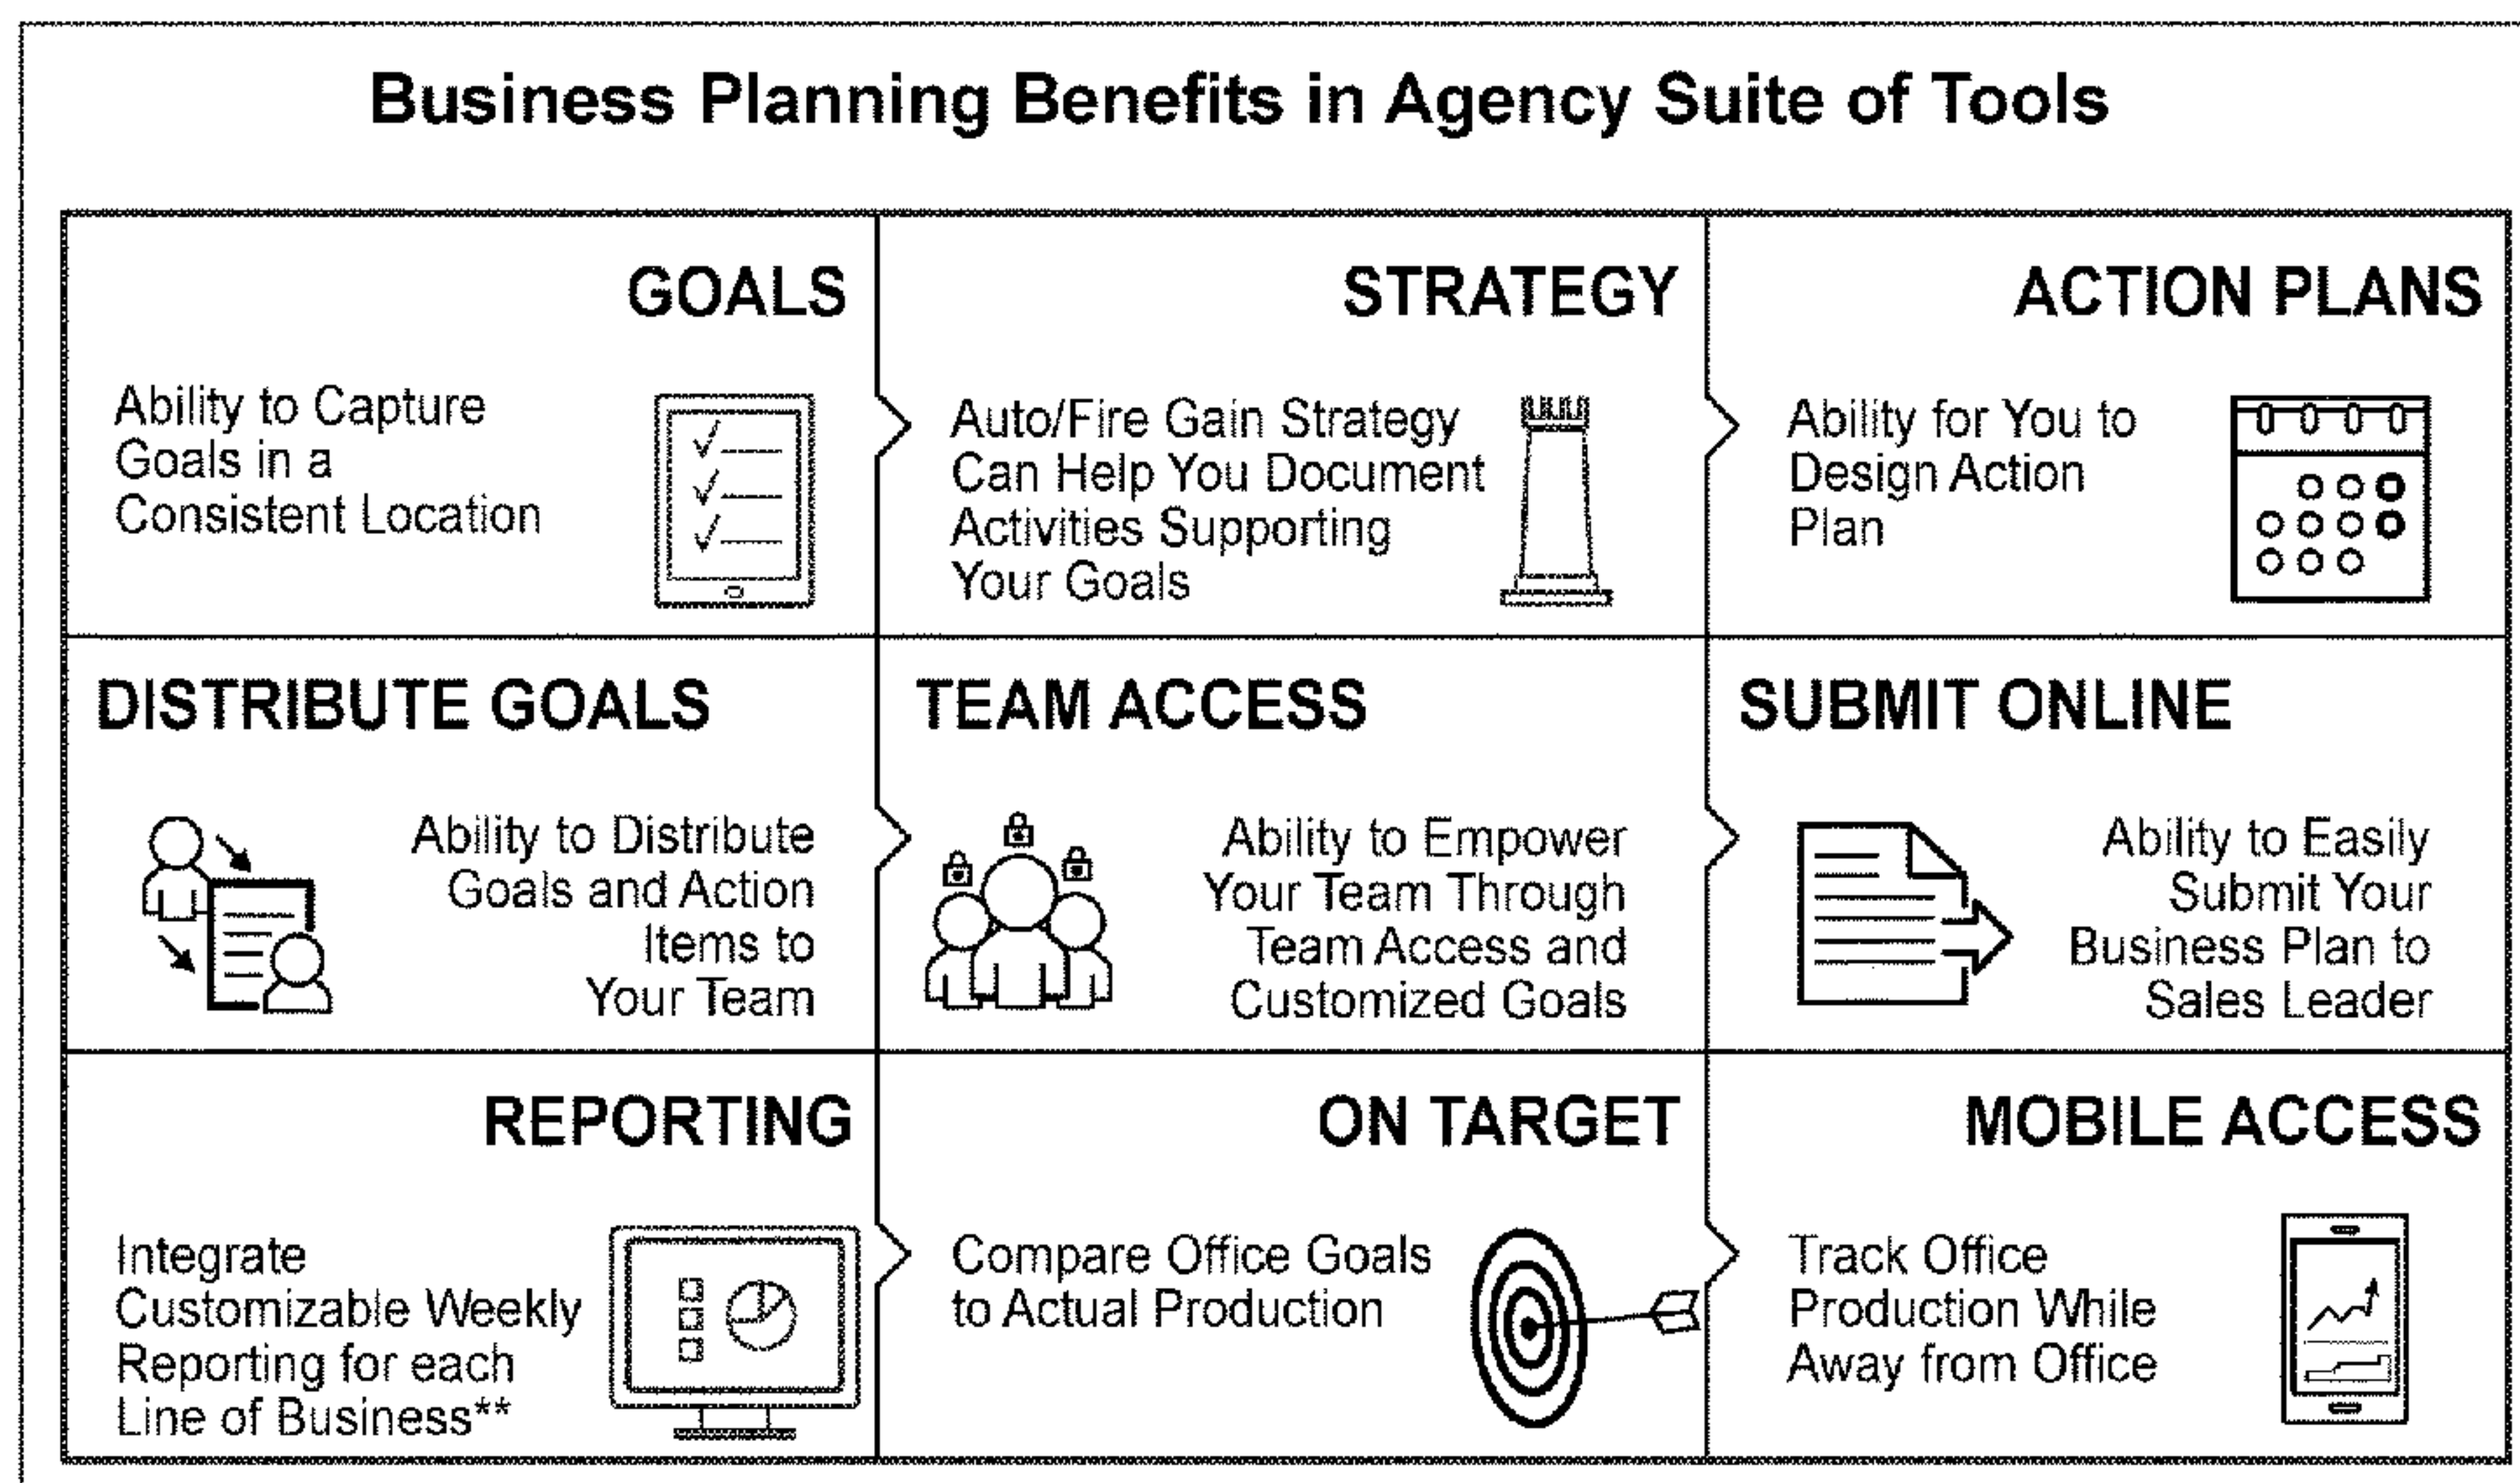 Business Planning Benefits in Agency Suite of Tools
GOALS
Ability to Capture
Goals in a
Consistent Location
STRATEGY
Auto/Fire Gain Strategy
Can Help You Document
Activities Supporting
Your Goals
ACTION PLANS
Ability for You to
Design Action
Plan
DISTRIBUTE GOALS
Ability to Distribute
Goals and Action
Items to
Your Team
TEAM ACCESS
Ability to Empower
Your Team Through
Team Access and
Customized Goals
SUBMIT ONLINE
Ability to Easily
Submit Your
Business Plan to
Sales Leader
REPORTING
Integrate
Customizable Weekly
Reporting for each
Line of Business**
ON TARGET
Compare Office Goals
to Actual Production
MOBILE ACCESS
Track Office
Production While
Away from Office